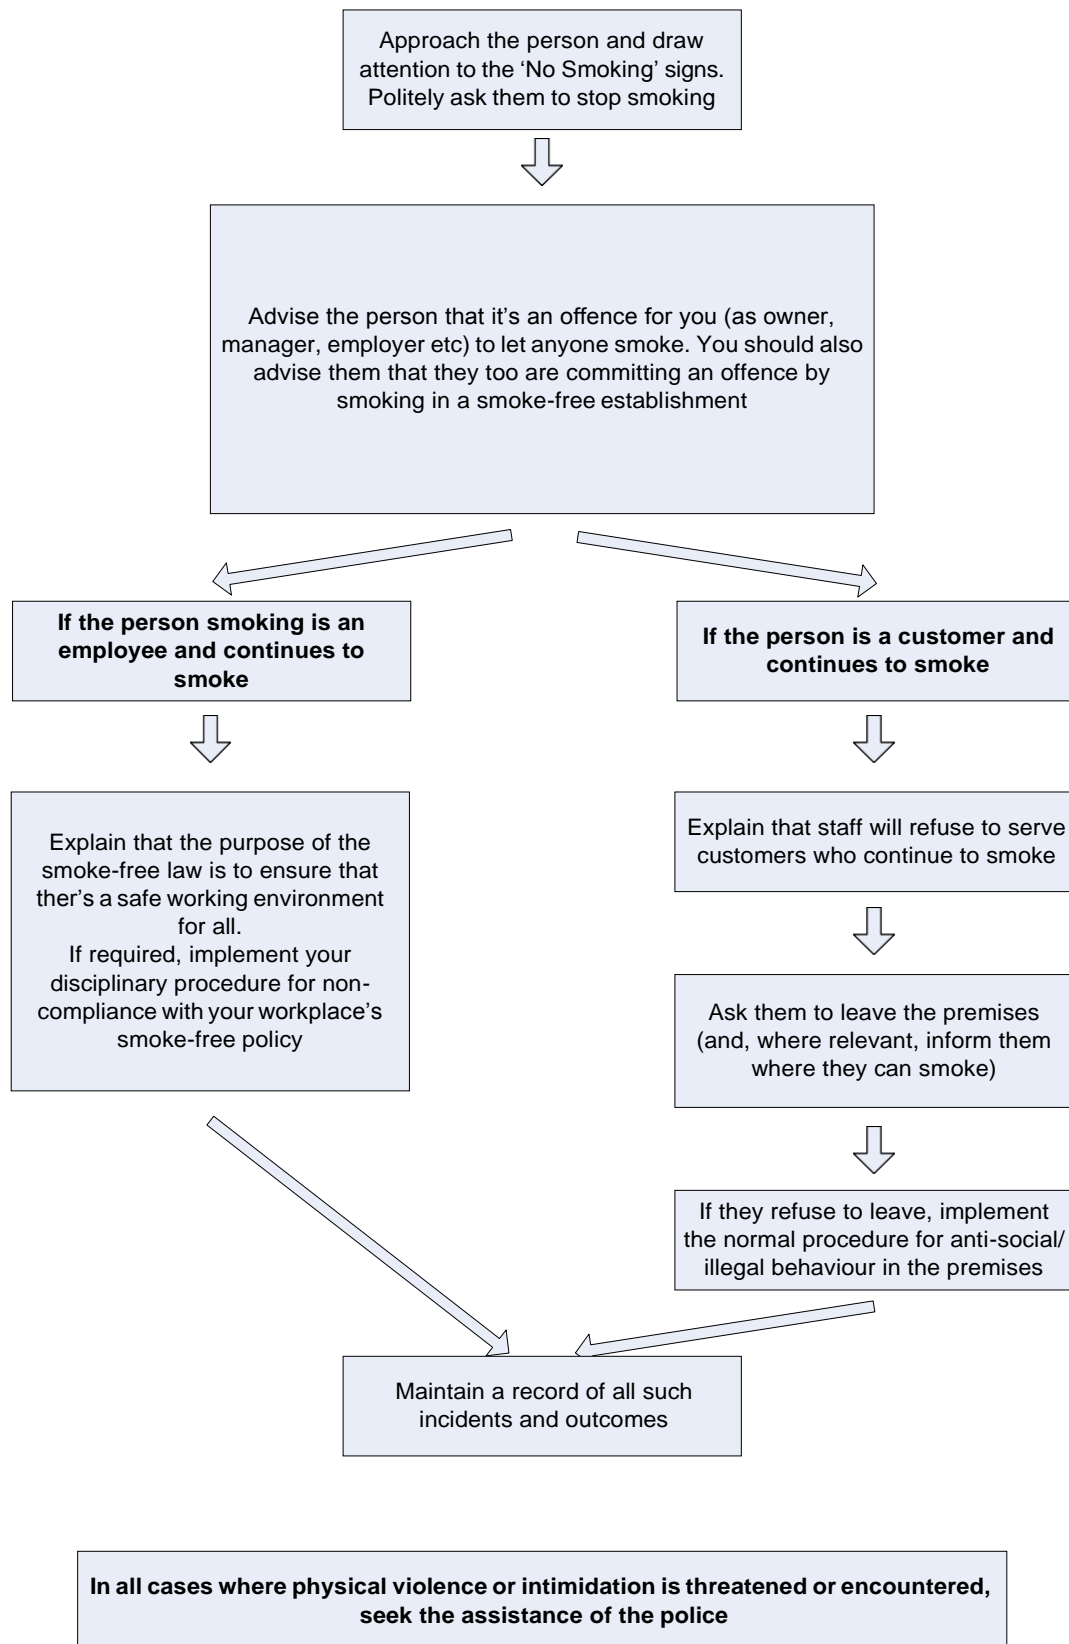 Approach the person and draw
attention to the ‘No Smoking’ signs.
Politely ask them to stop smoking
Advise the person that it’s an offence for you (as owner,
manager, employer etc) to let anyone smoke. You should also
advise them that they too are committing an offence by
smoking in a smoke-free establishment
If the person smoking is an
employee and continues to
smoke
If the person is a customer and
continues to smoke
Explain that the purpose of the
smoke-free law is to ensure that
ther’s a safe working environment
for all.
If required, implement your
disciplinary procedure for non-
compliance with your workplace’s
smoke-free policy
Explain that staff will refuse to serve
customers who continue to smoke
Ask them to leave the premises
(and, where relevant, inform them
where they can smoke)
If they refuse to leave, implement
the normal procedure for anti-social/
illegal behaviour in the premises
Maintain a record of all such
incidents and outcomes
In all cases where physical violence or intimidation is threatened or encountered,
seek the assistance of the police